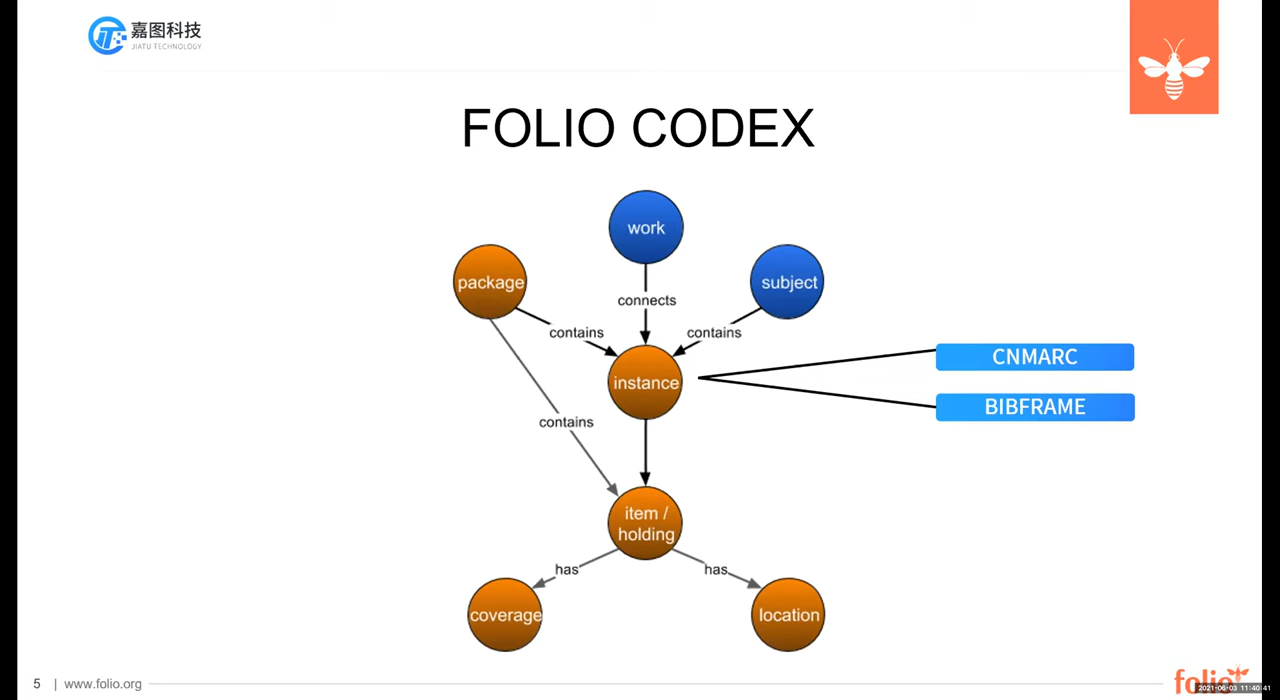 嘉图科技
JIATU TECHNOLOGY
FOLIO CODEX
work
package
subject
connects
contains
contains
instance
CNMARC
BIBFRAME
contains
item /
holding
has
has
coverage
location
5 | www.folio.org
folio
2021-06-03 11:40:41